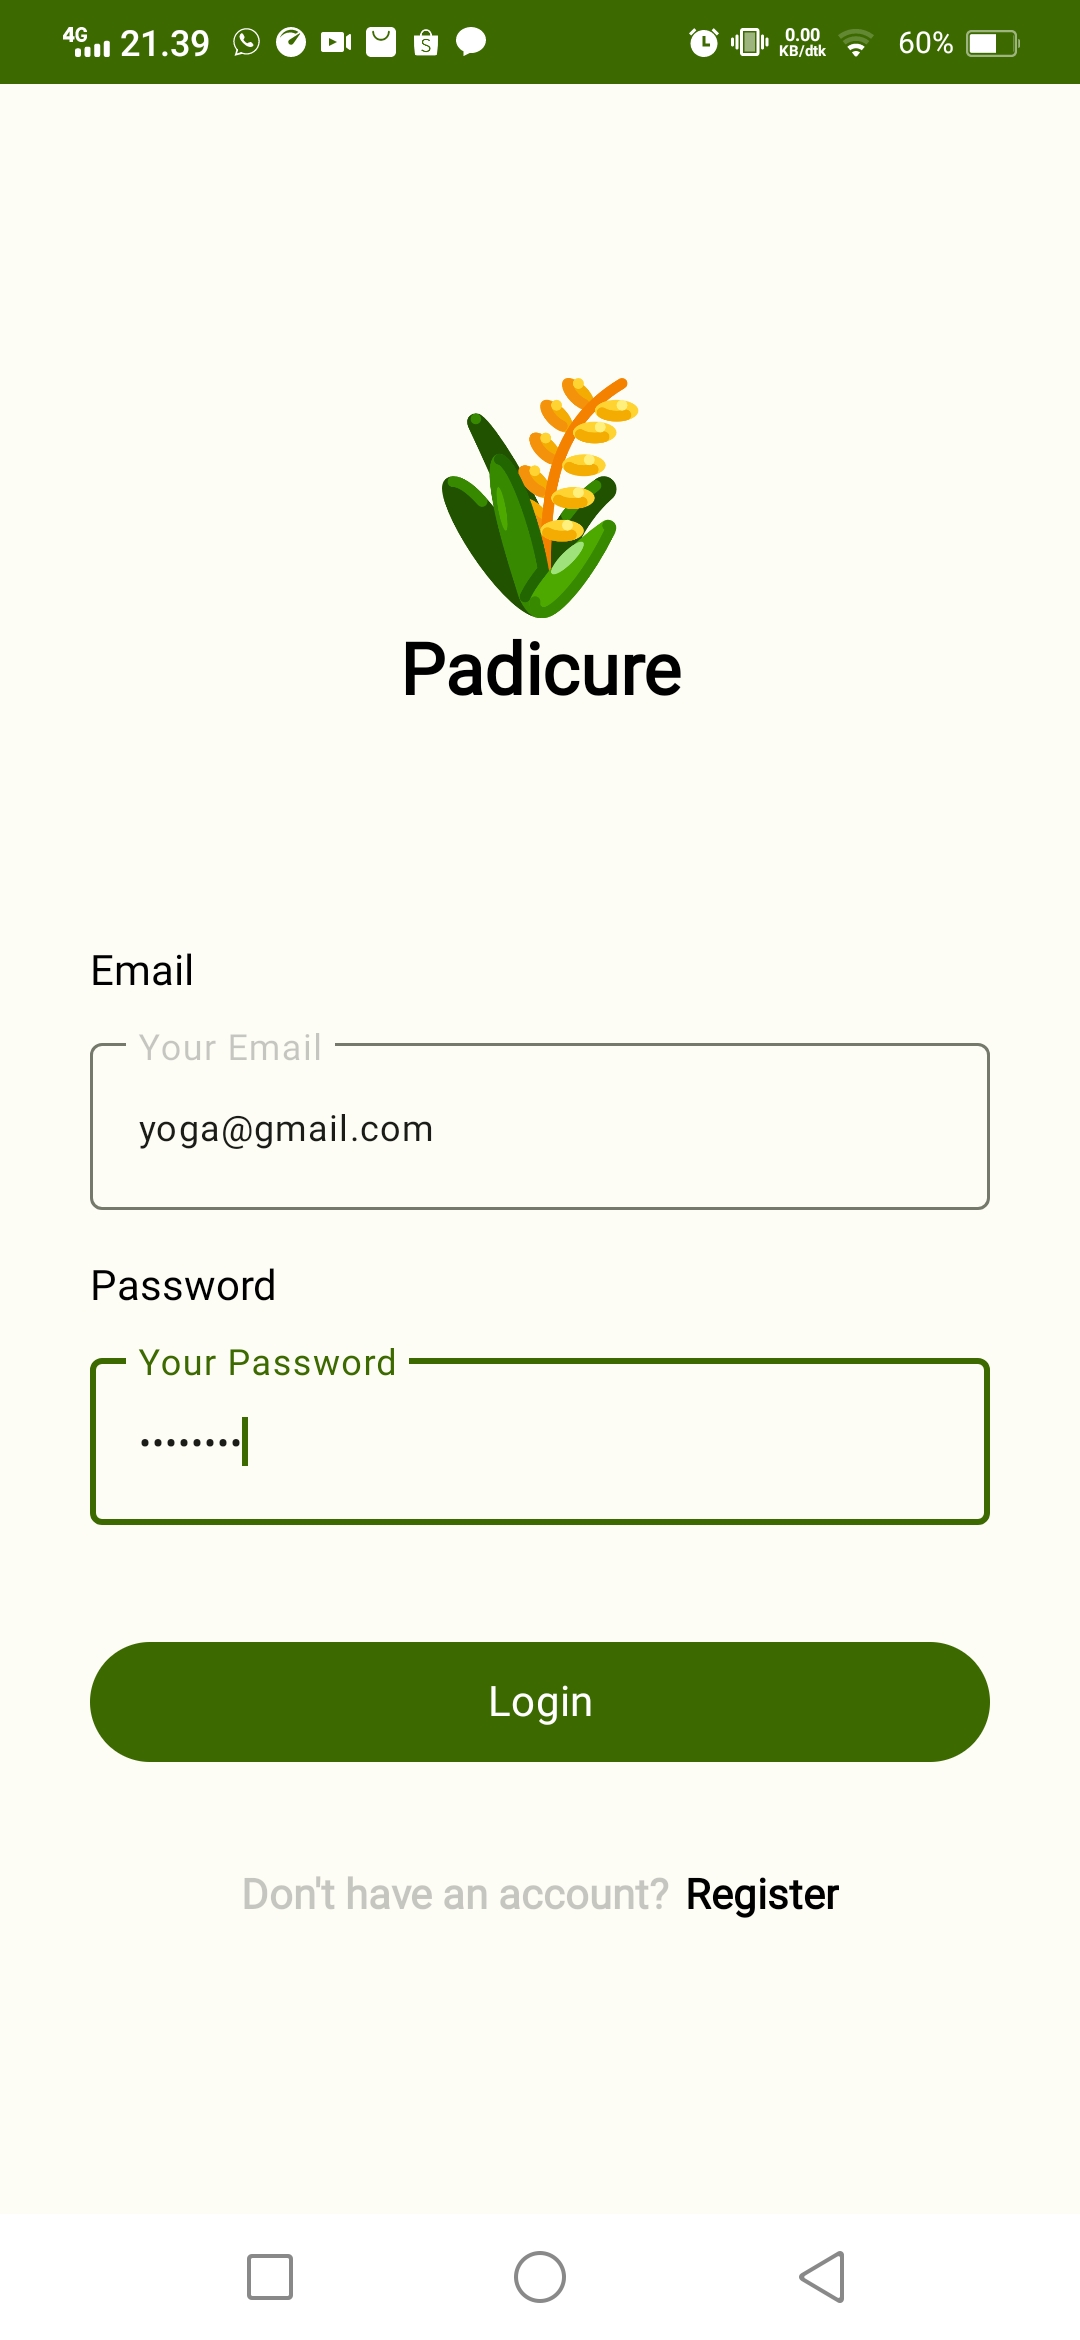 4G 21.39 0.00 KB/dtk 60%
Padicure
Email
Your Email
yoga@gmail.com
Password
Your Password
••••••••
Login
Don't have an account? Register